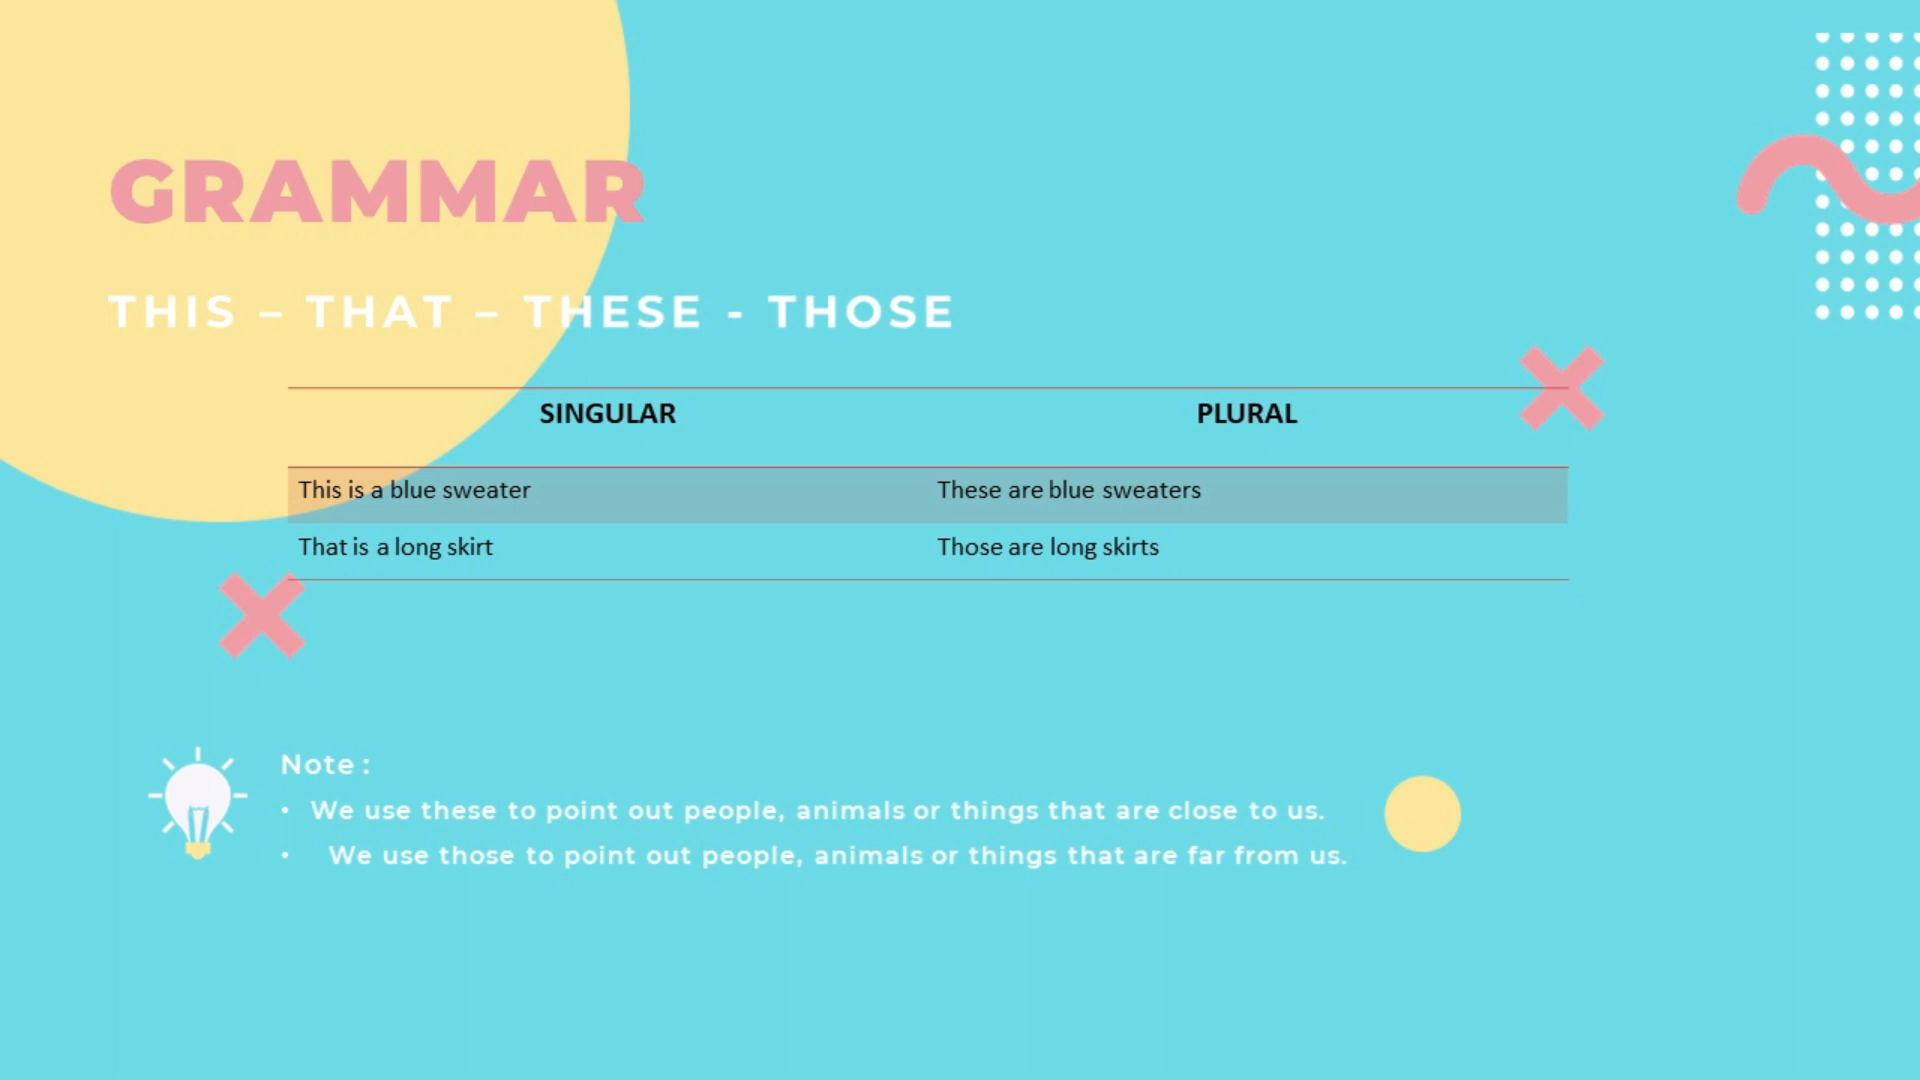 GRAMMAR
THIS – THAT – THESE - THOSE
SINGULAR PLURAL
This is a blue sweater These are blue sweaters
That is a long skirt Those are long skirts
Note :
• We use these to point out people, animals or things that are close to us.
• We use those to point out people, animals or things that are far from us.